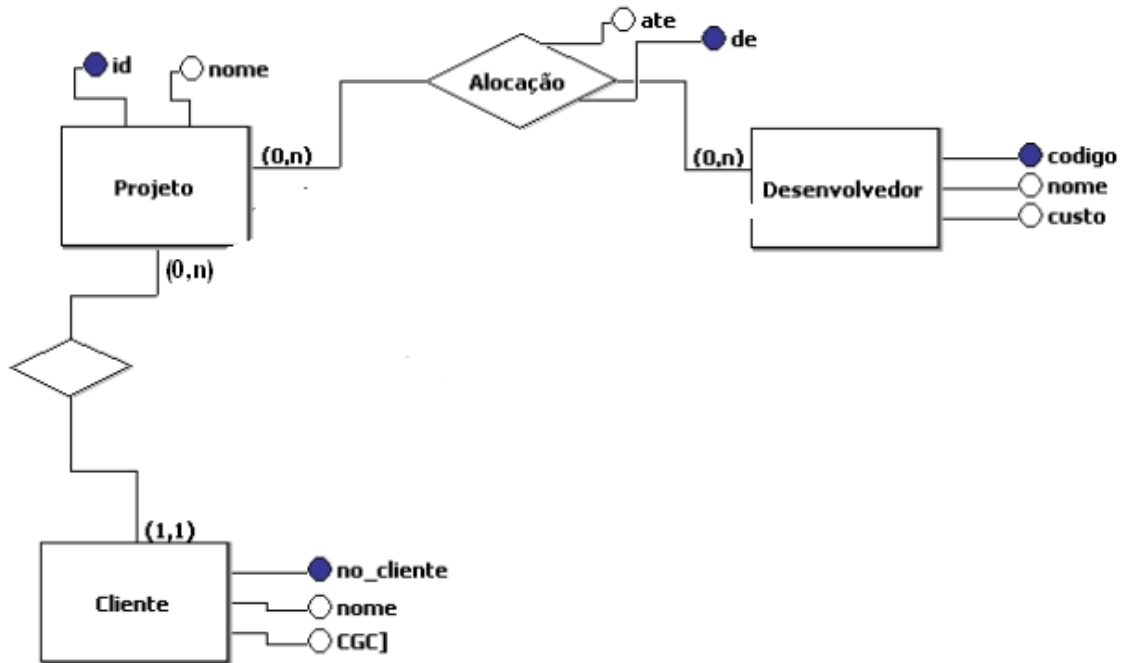 ate
de
id
nome
Alocação
(0,n)
(0,n)
Projeto
Desenvolvedor
codigo
nome
custo
(0,n)
(1,1)
Cliente
no_cliente
nome
CGC]